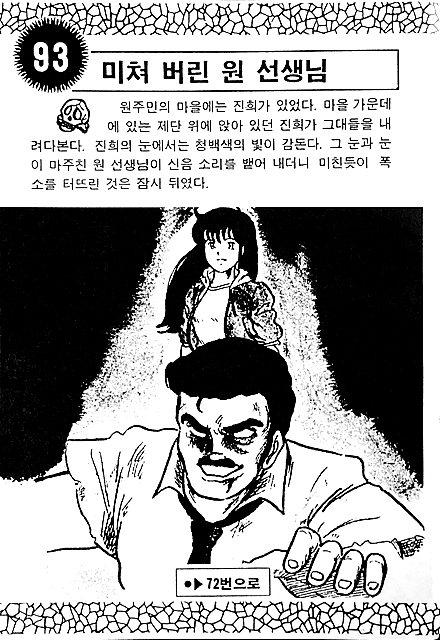 93
미쳐 버린 원 선생님
원주민의 마을에는 진희가 있었다. 마을 가운데
에 있는 제단 위에 앉아 있던 진희가 그대들을 내
려다본다. 진희의 눈에서는 청백색의 빛이 감돈다. 그 눈과 눈
이 마주친 원 선생님이 신음 소리를 뱉어 내더니 미친듯이 폭
소를 터뜨린 것은 잠시 뒤였다.
●▶72번으로